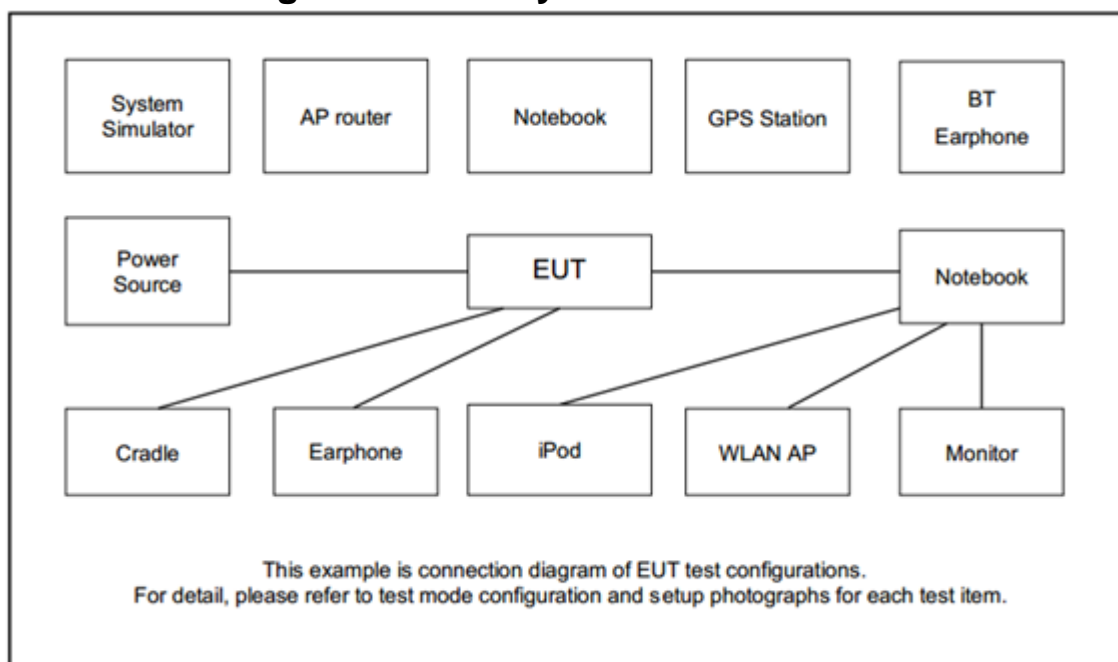 System
Simulator
AP router
Notebook
GPS Station
BT
Earphone
Power
Source
EUT
Notebook
Cradle
Earphone
iPod
WLAN AP
Monitor
This example is connection diagram of EUT test configurations.
For detail, please refer to test mode configuration and setup photographs for each test item.